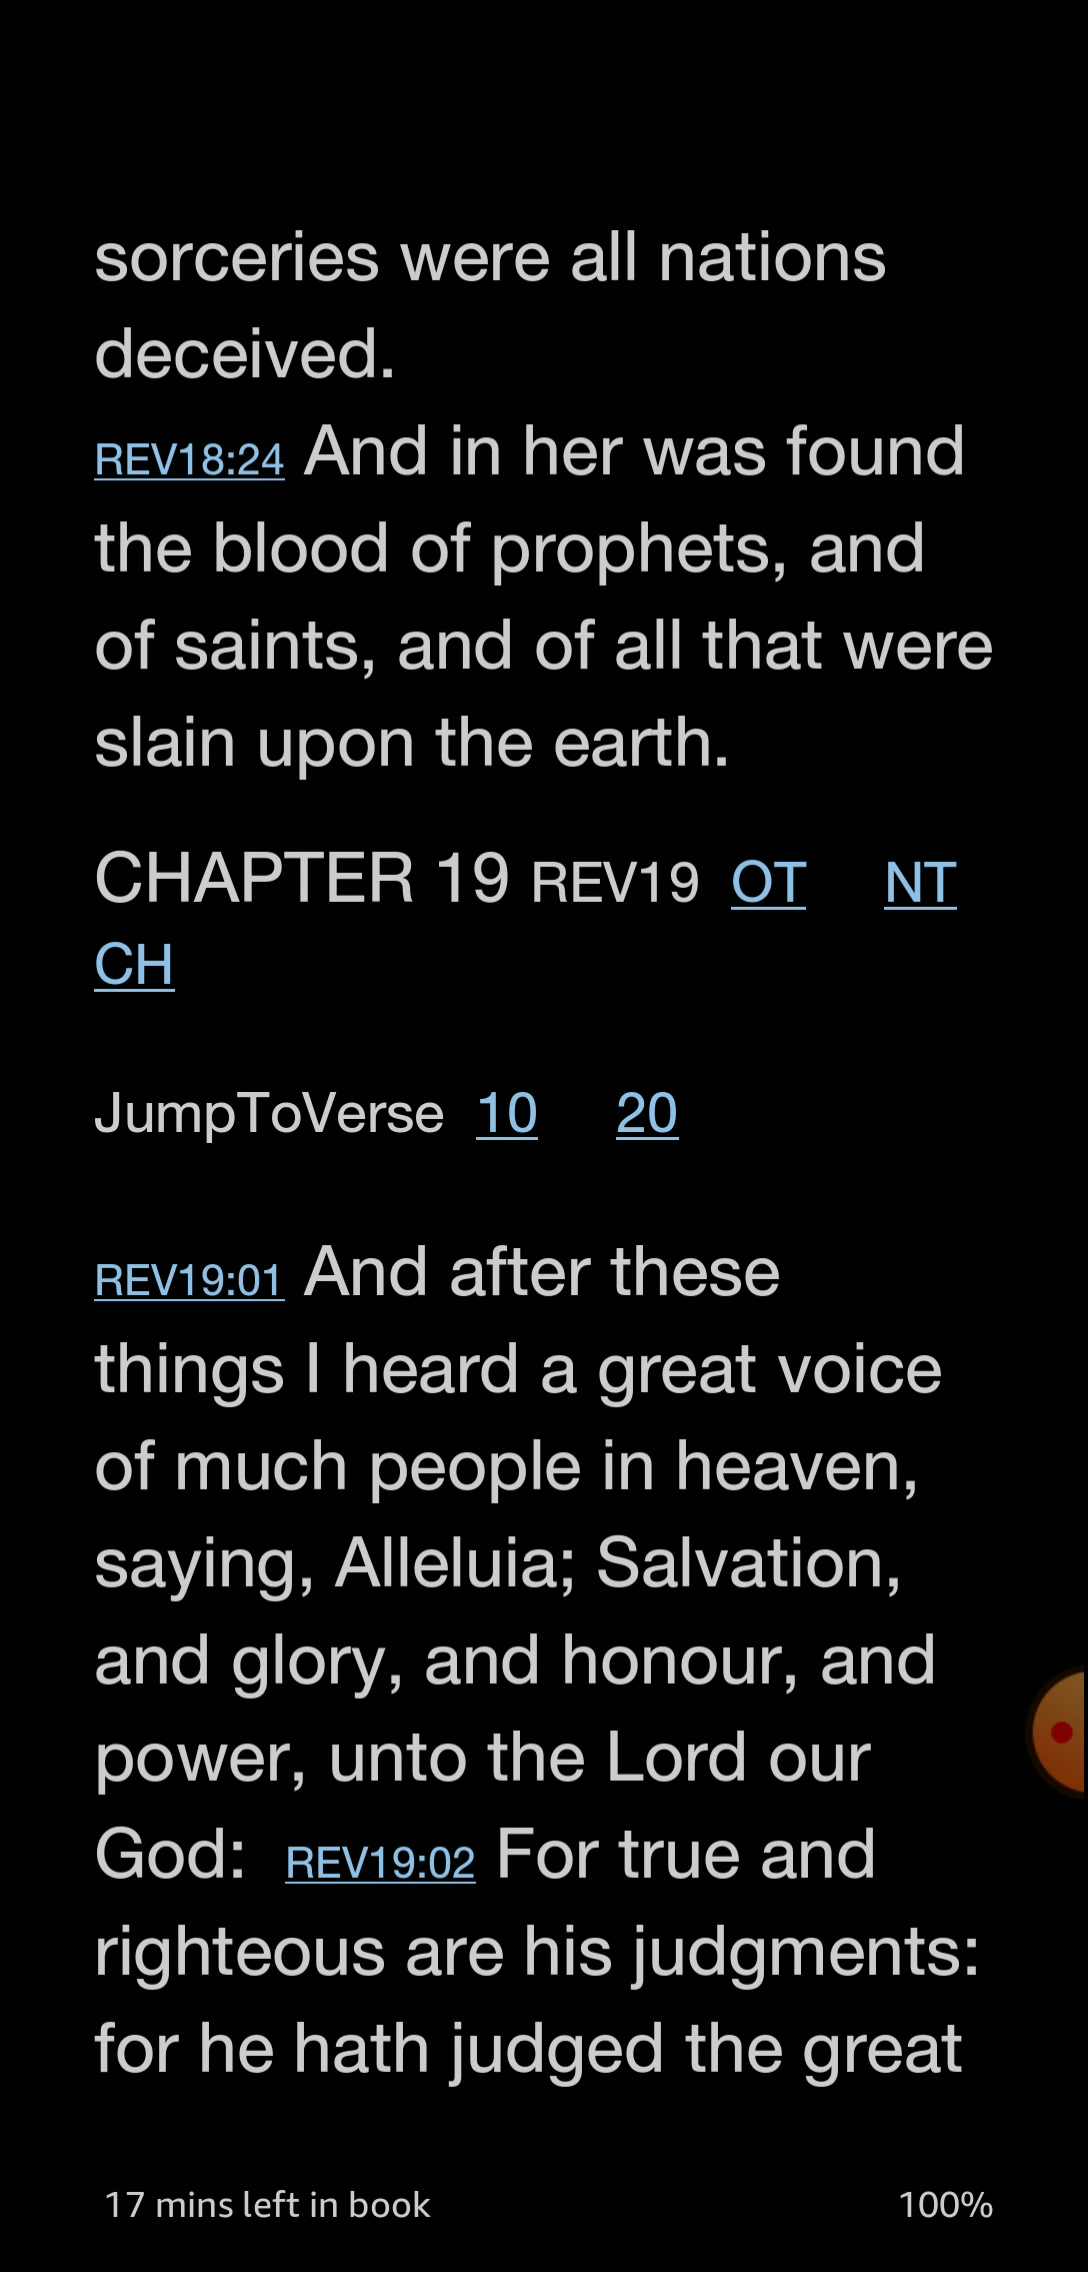 sorceries were all nations
deceived.
REV18:24 And in her was found
the blood of prophets, and
of saints, and of all that were
slain upon the earth.
CHAPTER 19 REV19 OT NT
CH
JumpToVerse 10 20
REV19:01 And after these
things I heard a great voice
of much people in heaven,
saying, Alleluia; Salvation,
and glory, and honour, and
power, unto the Lord our
God: REV19:02 For true and
righteous are his judgments:
for he hath judged the great
17 mins left in book 100%